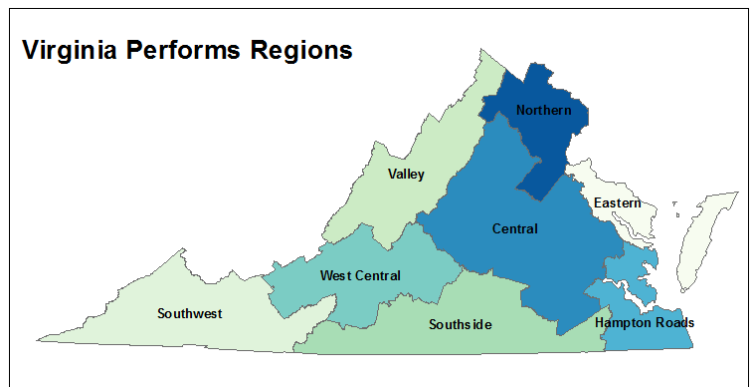 Virginia Performs Regions
Northern
Valley
Eastern
Central
West Central
Southwest
Southside
Hampton Roads